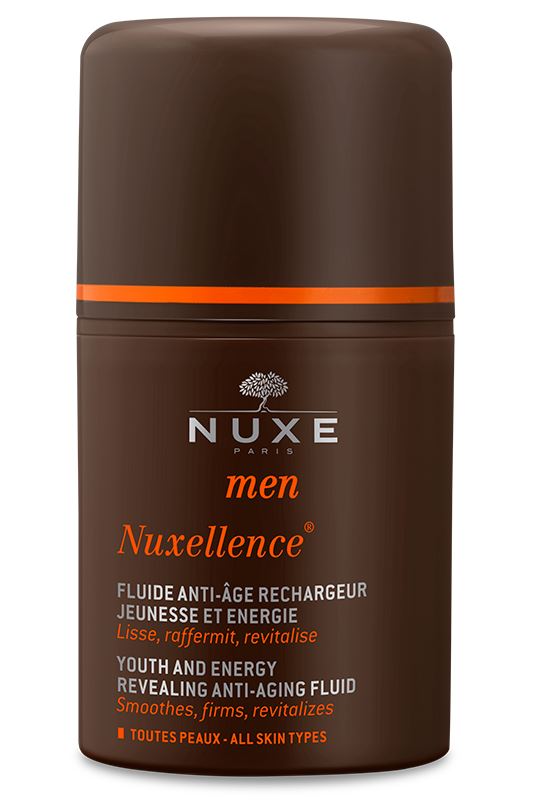 NUXE
PARIS
men
Nuxellence®
FLUIDE ANTI-ÂGE RECHARGEUR
JEUNESSE ET ENERGIE
Lisse, raffermit, revitalise
YOUTH AND ENERGY
REVEALING ANTI-AGING FLUID
Smoothes, firms, revitalizes
TOUTES PEAUX - ALL SKIN TYPES